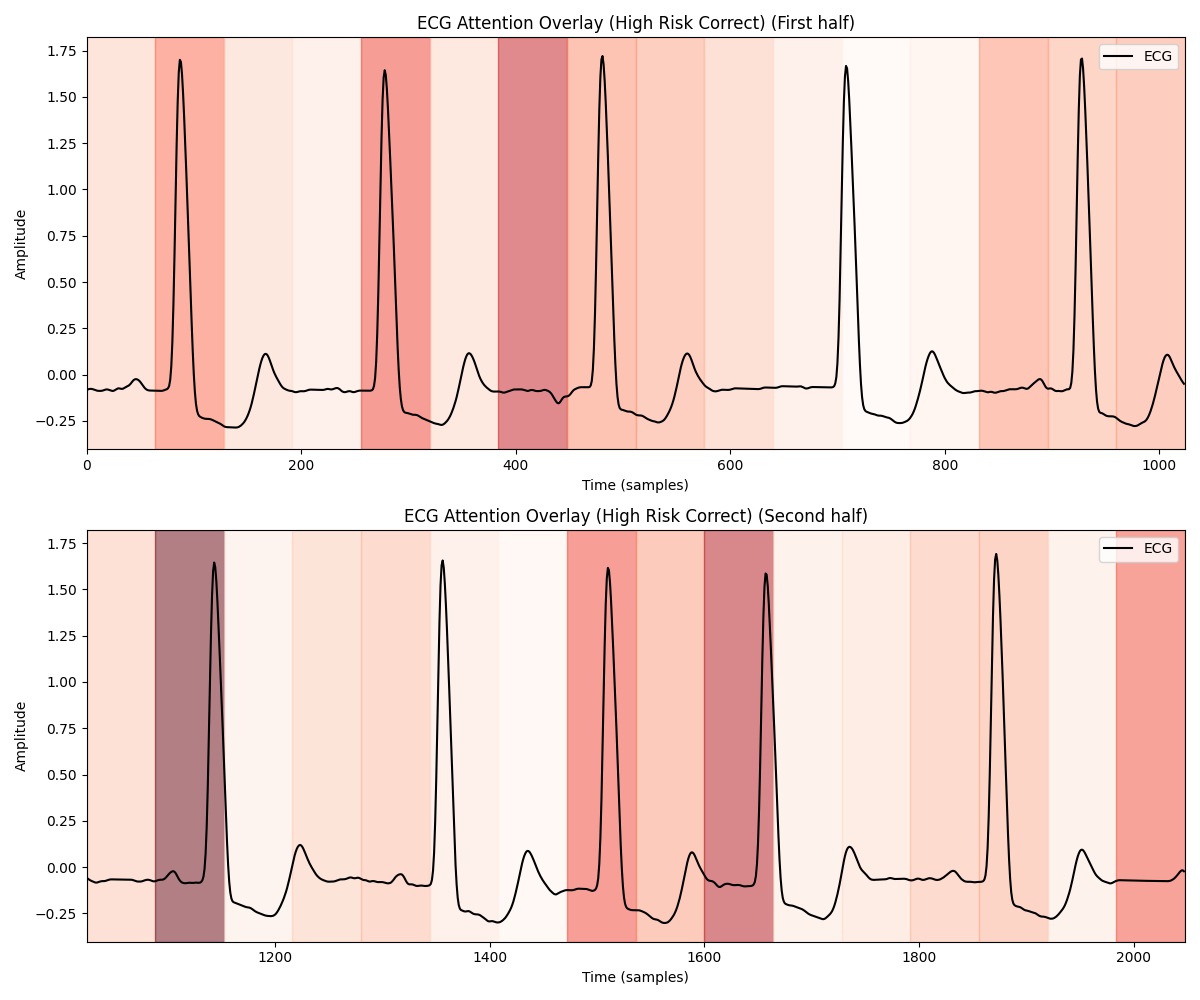 ECG Attention Overlay (High Risk Correct) (First half)
1.75
1.50
1.25
1.00
0.75
0.50
0.25
0.00
−0.25
Amplitude
ECG
0 200 400 600 800 1000
Time (samples)
ECG Attention Overlay (High Risk Correct) (Second half)
1.75
1.50
1.25
1.00
0.75
0.50
0.25
0.00
−0.25
Amplitude
ECG
1200 1400 1600 1800 2000
Time (samples)